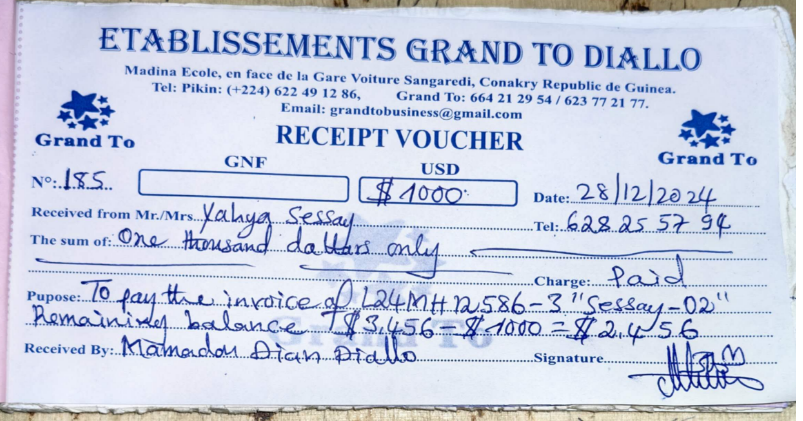 ETABLISSEMENTS GRAND TO DIALLO
Madina Ecole, en face de la Gare Voiture Sangaredi, Conakry Republic de Guinea.
Tel: Pikin: (+224) 622 49 12 86, Grand To: 664 21 29 54 / 623 77 21 77.
Email: grandtobusiness@gmail.com
Grand To
RECEIPT VOUCHER
Grand To
GNF USD
N°: 185 $ 1000 Date: 28/12/2024
Received from Mr./Mrs. Yahya Sessay Tel: 628 25 57 94
The sum of: One thousand dollars only
Charge: Paid
Pupose: To pay the invoice of L24MH12586-3 "Sessay-02"
Remaining balance $3,456-$1000=$2,456
Received By: Mamadou Dian Diallo Signature
Grand To